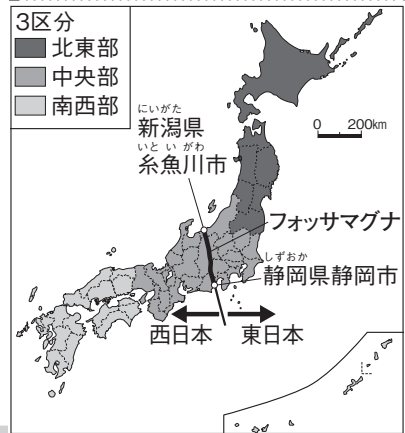 3区分
北東部
中央部
南西部
にいがた
新潟県
いといがわ
糸魚川市
0 200km
フォッサマグナ
しずおか
静岡県静岡市
西日本 東日本